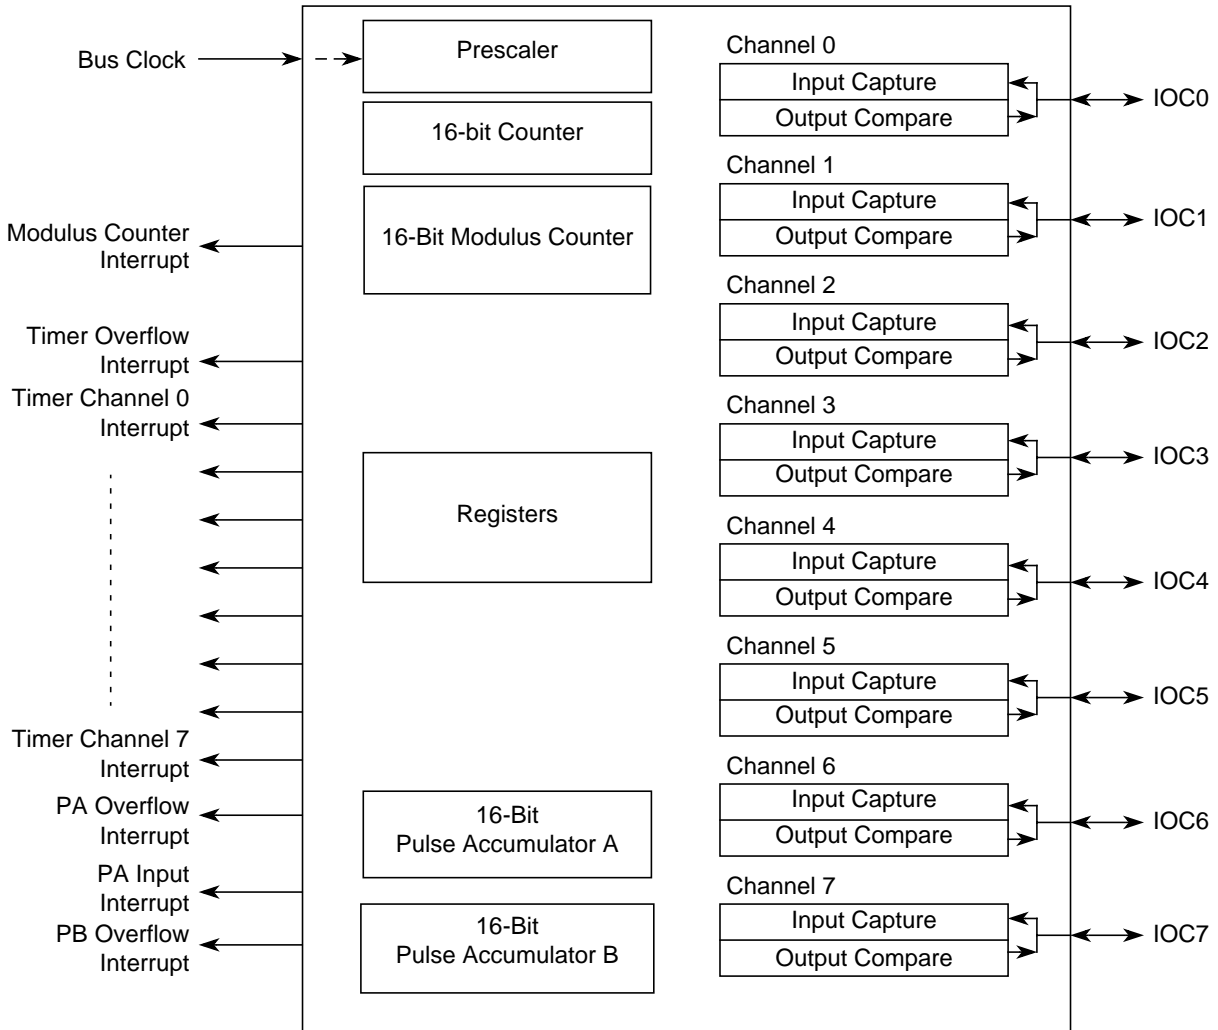 Bus Clock
Modulus Counter
Interrupt
Timer Overflow
Interrupt
Timer Channel 0
Interrupt
Timer Channel 7
Interrupt
PA Overflow
Interrupt
PA Input
Interrupt
PB Overflow
Interrupt
Prescaler
16-bit Counter
16-Bit Modulus Counter
Registers
16-Bit
Pulse Accumulator A
16-Bit
Pulse Accumulator B
Channel 0
Input Capture
Output Compare
IOC0
Channel 1
Input Capture
Output Compare
IOC1
Channel 2
Input Capture
Output Compare
IOC2
Channel 3
Input Capture
Output Compare
IOC3
Channel 4
Input Capture
Output Compare
IOC4
Channel 5
Input Capture
Output Compare
IOC5
Channel 6
Input Capture
Output Compare
IOC6
Channel 7
Input Capture
Output Compare
IOC7